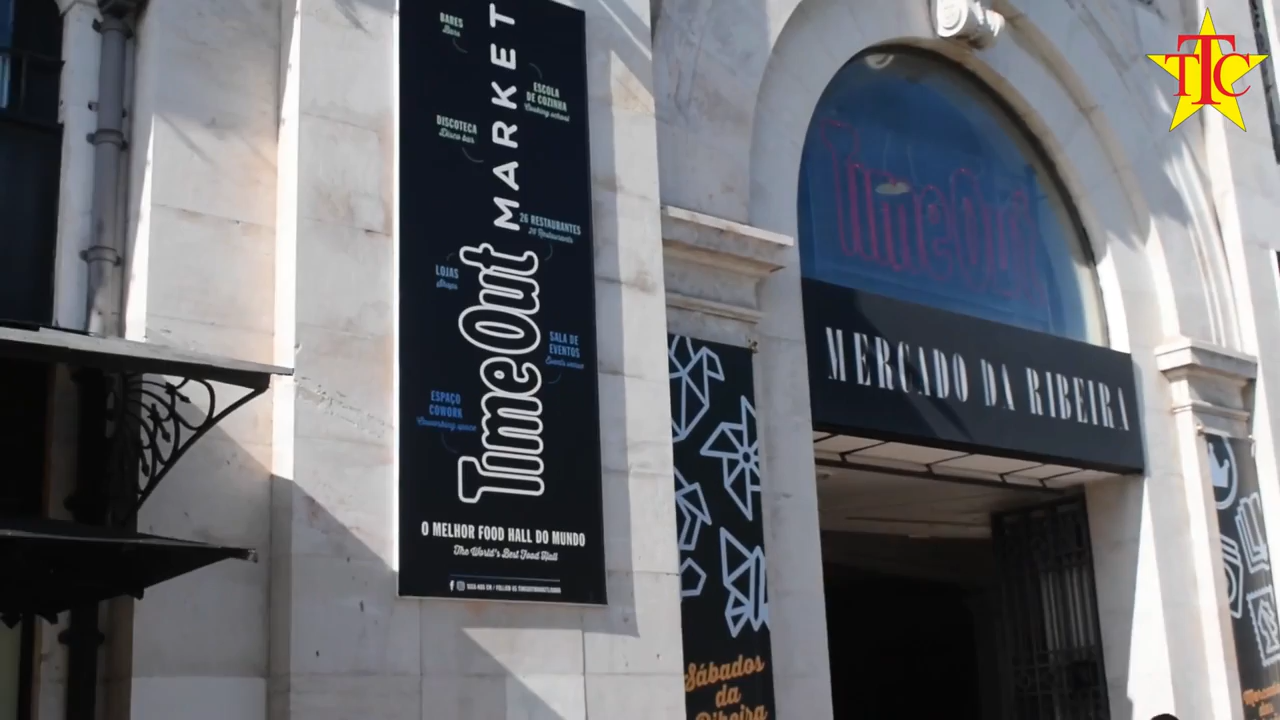 TTC
BARES
Bars
ESCOLA
DE COZINHA
Cooking school
DISCOTECA
Disco bar
26 RESTAURANTES
26 Restaurants
LOJAS
Shops
SALA DE
EVENTOS
Events venue
ESPAÇO
COWORK
Coworking space
TimeOut MARKET
O MELHOR FOOD HALL DO MUNDO
The World's Best Food Hall
TimeOut
MERCADO DA RIBEIRA
Sábados
da
Ribeira